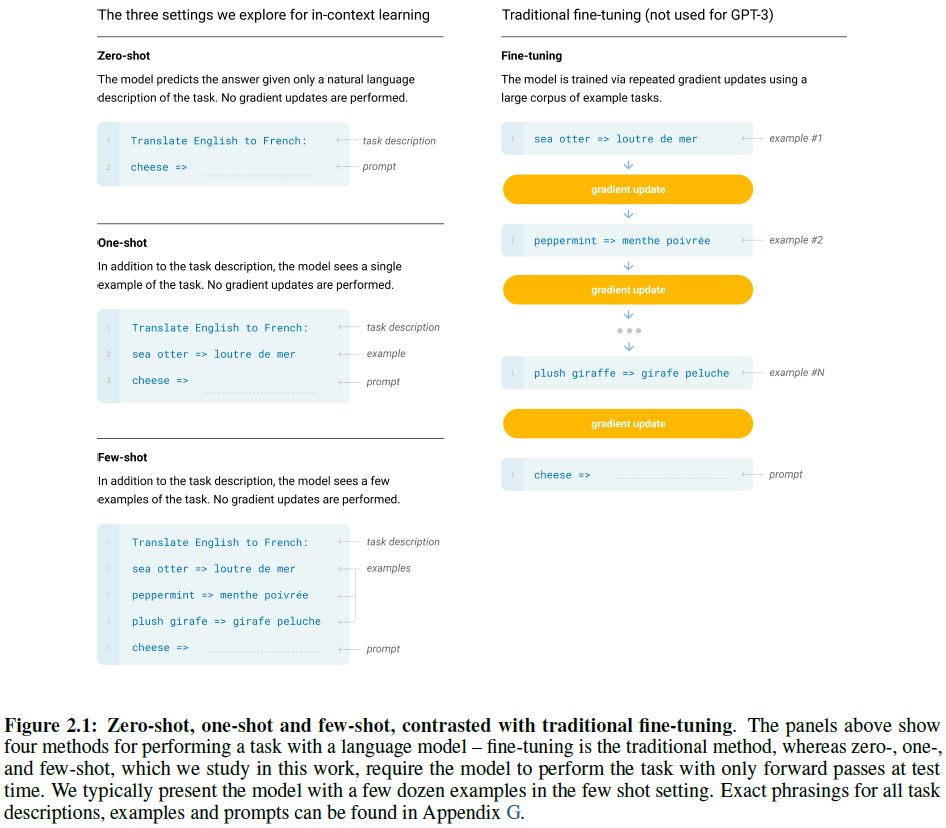 The three settings we explore for in-context learning
Zero-shot
The model predicts the answer given only a natural language
description of the task. No gradient updates are performed.
1 Translate English to French: task description
2 cheese => prompt
One-shot
In addition to the task description, the model sees a single
example of the task. No gradient updates are performed.
1 Translate English to French: task description
2 sea otter => loutre de mer example
3 cheese => prompt
Few-shot
In addition to the task description, the model sees a few
examples of the task. No gradient updates are performed.
1 Translate English to French: task description
2 sea otter => loutre de mer examples
3 peppermint => menthe poivrée
4 plush girafe => girafe peluche
5 cheese => prompt
Traditional fine-tuning (not used for GPT-3)
Fine-tuning
The model is trained via repeated gradient updates using a
large corpus of example tasks.
1 sea otter => loutre de mer example #1
gradient update
1 peppermint => menthe poivrée example #2
gradient update
1 plush giraffe => girafe peluche example #N
gradient update
1 cheese => prompt
Figure 2.1: Zero-shot, one-shot and few-shot, contrasted with traditional fine-tuning. The panels above show
four methods for performing a task with a language model – fine-tuning is the traditional method, whereas zero-, one-,
and few-shot, which we study in this work, require the model to perform the task with only forward passes at test
time. We typically present the model with a few dozen examples in the few shot setting. Exact phrasings for all task
descriptions, examples and prompts can be found in Appendix G.